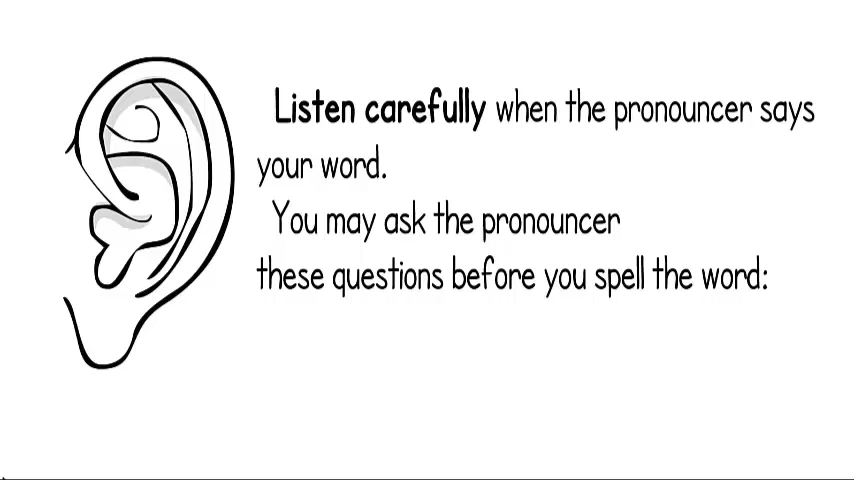 Listen carefully when the pronouncer says
your word.
You may ask the pronouncer
these questions before you spell the word: